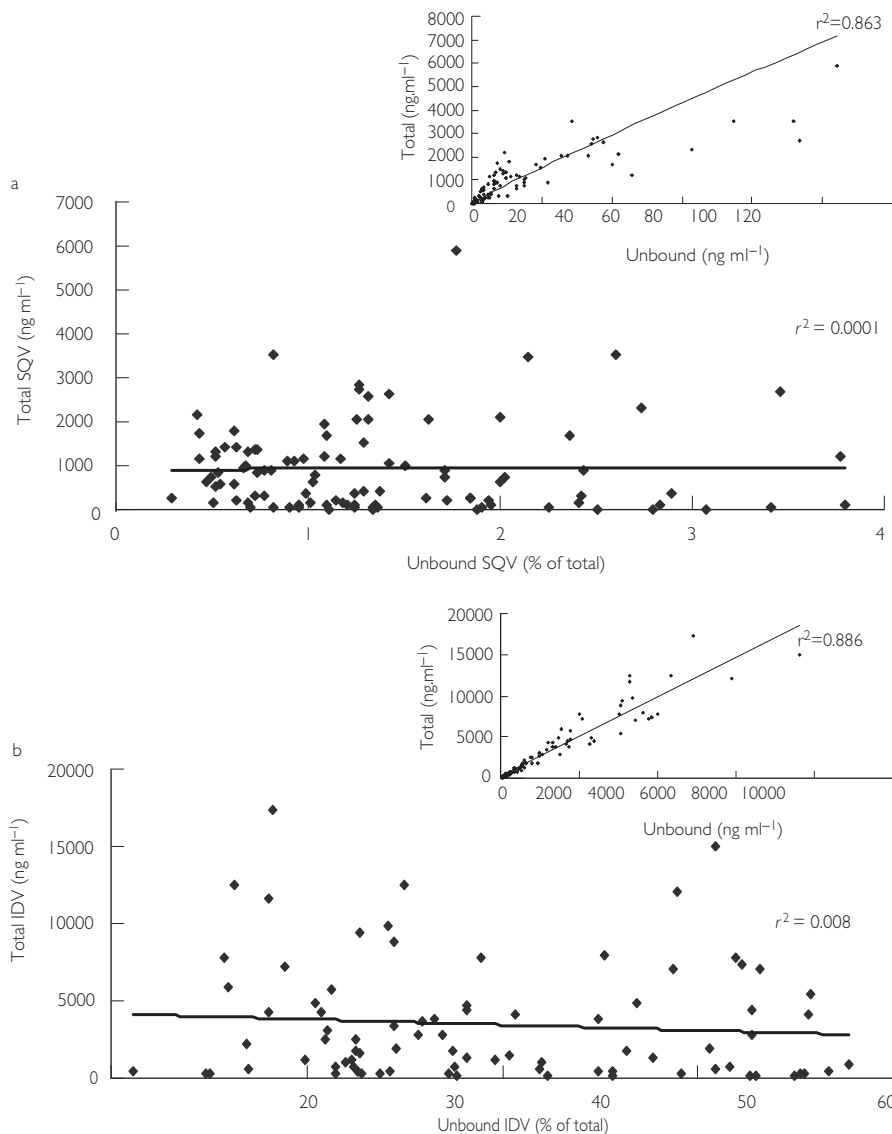 8000
7000
6000
5000
4000
3000
2000
1000
0
Total (ng.ml⁻¹)
r²=0.863
0 20 40 60 80 100 120
Unbound (ng ml⁻¹)
a
7000
6000
5000
4000
3000
2000
1000
0
Total SQV (ng ml⁻¹)
r² = 0.0001
0 1 2 3 4
Unbound SQV (% of total)
20000
15000
10000
5000
0
Total (ng.ml⁻¹)
r²=0.886
0 2000 4000 6000 8000 10000
Unbound (ng ml⁻¹)
b
20000
15000
10000
5000
0
Total IDV (ng ml⁻¹)
r² = 0.008
20 30 40 50 60
Unbound IDV (% of total)